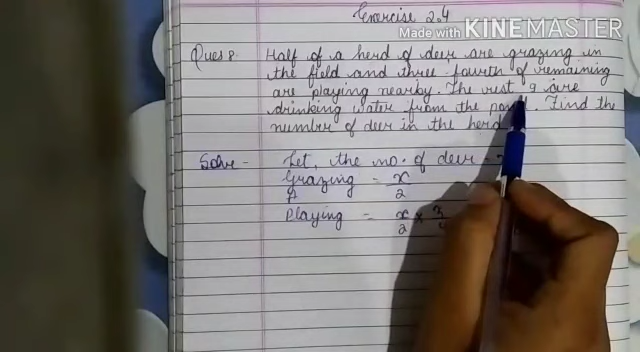 Exercise 2.4
Made with KINEMASTER
Ques 8 Half of a herd of deer are grazing in
the field and three fourth of remaining
are playing nearby. The rest 9 are
drinking water from the Find the
number of deer in the herd
Solve - Let, the no. of deer =
Grazing = x/2
Playing = x/2 × 3/